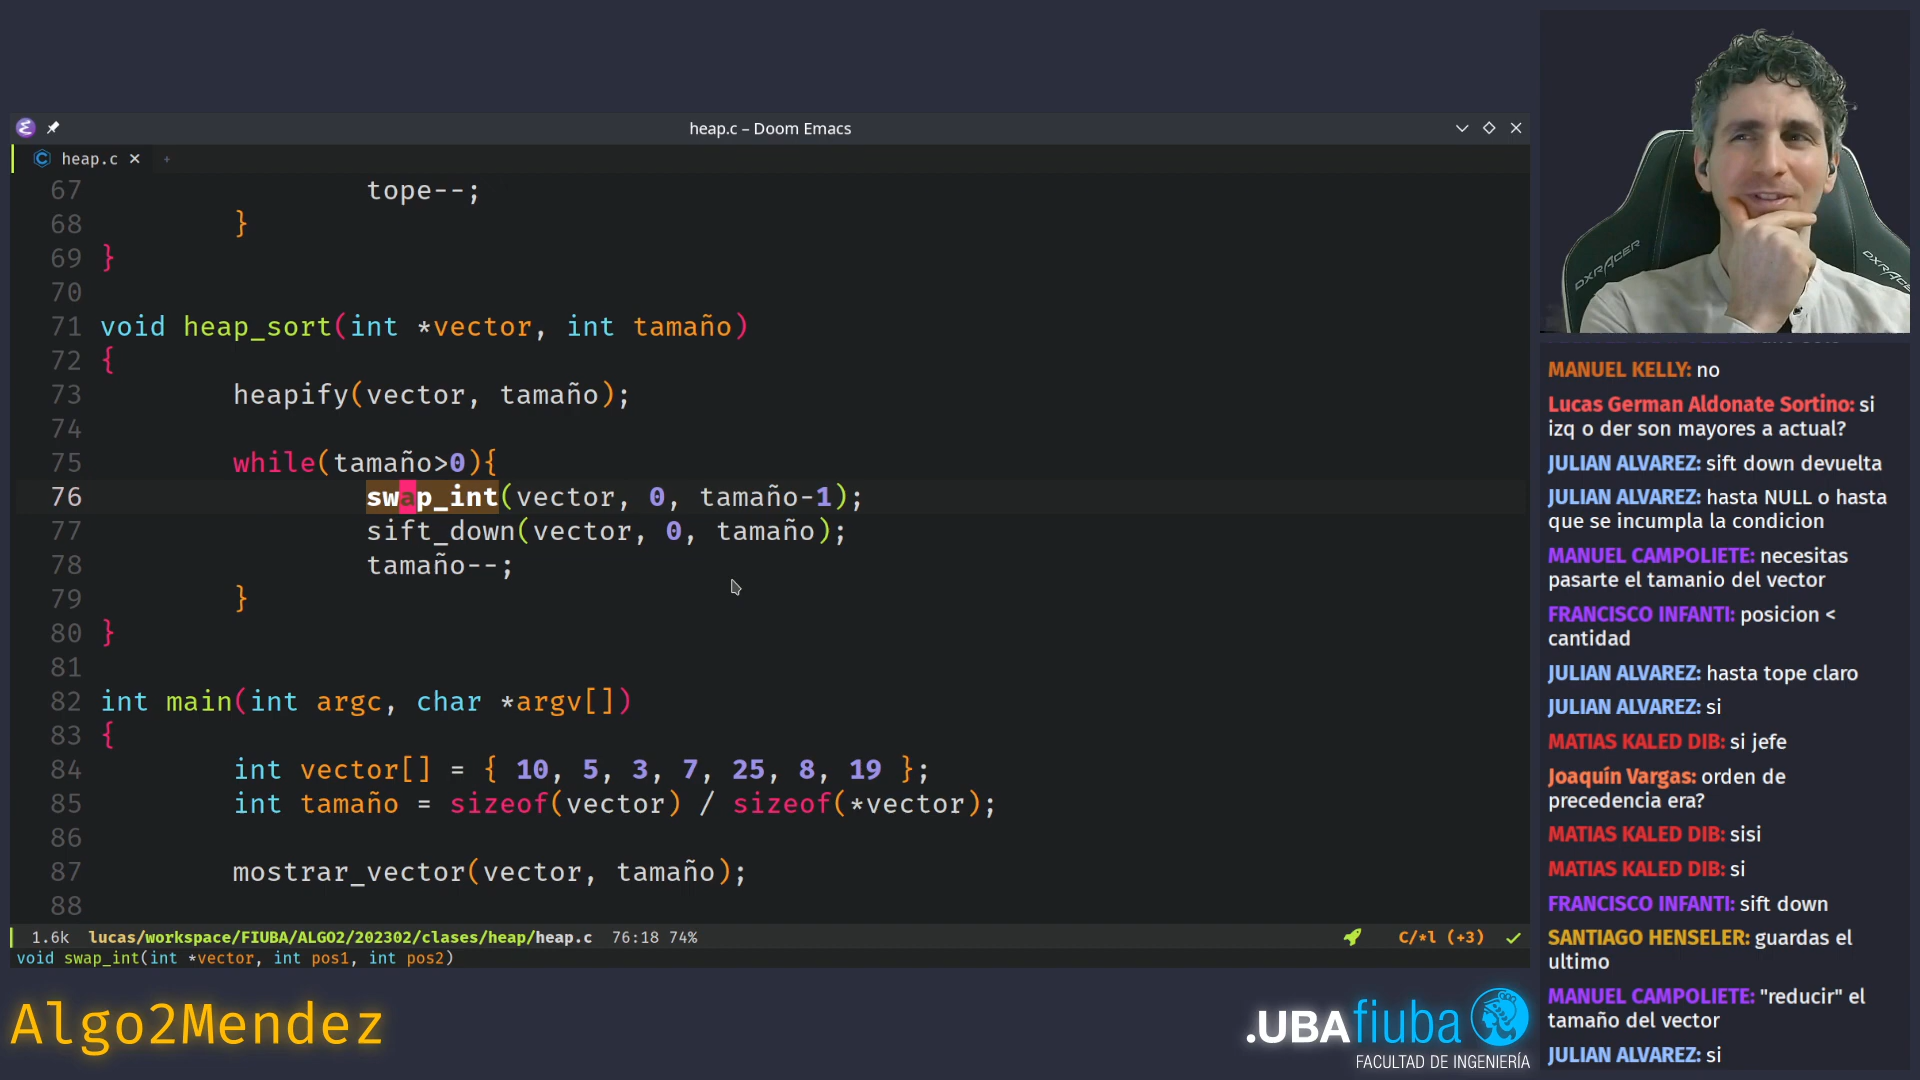 heap.c – Doom Emacs
heap.c
67 tope--;
68 }
69 }
70
71 void heap_sort(int *vector, int tamaño)
72 {
73 heapify(vector, tamaño);
74
75 while(tamaño>0){
76 swap_int(vector, 0, tamaño-1);
77 sift_down(vector, 0, tamaño);
78 tamaño--;
79 }
80 }
81
82 int main(int argc, char *argv[])
83 {
84 int vector[] = { 10, 5, 3, 7, 25, 8, 19 };
85 int tamaño = sizeof(vector) / sizeof(*vector);
86
87 mostrar_vector(vector, tamaño);
88
1.6k lucas/workspace/FIUBA/ALGO2/202302/clases/heap/heap.c 76:18 74% C/*l (+3)
void swap_int(int *vector, int pos1, int pos2)
Algo2Mendez
.UBAfiuba
FACULTAD DE INGENIERÍA
DXRACER
MANUEL KELLY: no
Lucas German Aldonate Sortino: si
izq o der son mayores a actual?
JULIAN ALVAREZ: sift down devuelta
JULIAN ALVAREZ: hasta NULL o hasta
que se incumpla la condicion
MANUEL CAMPOLIETE: necesitas
pasarte el tamanio del vector
FRANCISCO INFANTI: posicion <
cantidad
JULIAN ALVAREZ: hasta tope claro
JULIAN ALVAREZ: si
MATIAS KALED DIB: si jefe
Joaquín Vargas: orden de
precedencia era?
MATIAS KALED DIB: sisi
MATIAS KALED DIB: si
FRANCISCO INFANTI: sift down
SANTIAGO HENSELER: guardas el
ultimo
MANUEL CAMPOLIETE: "reducir" el
tamaño del vector
JULIAN ALVAREZ: si